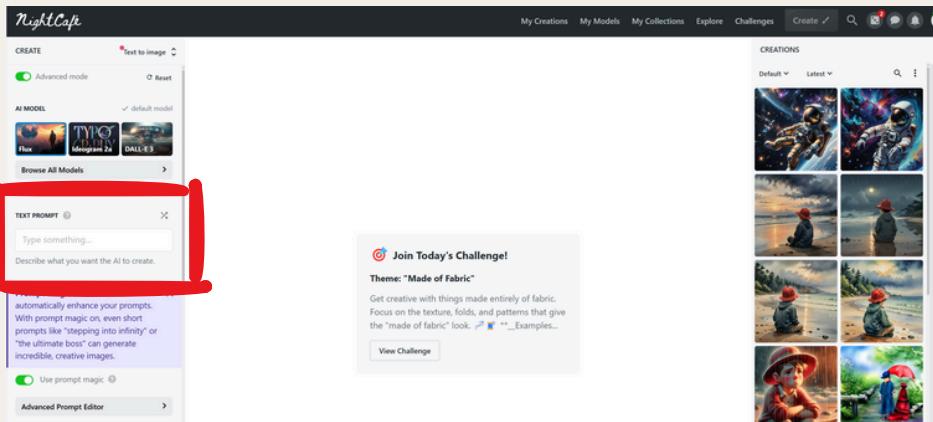 NightCafe
My Creations My Models My Collections Explore Challenges Create
CREATE Text to image
Advanced mode Reset
AI MODEL default model
Flux
TYPO
Ideogram 2a DALL-E 3
Browse All Models
TEXT PROMPT
Type something...
Describe what you want the AI to create.
automatically enhance your prompts.
With prompt magic on, even short
prompts like "stepping into infinity" or
"the ultimate boss" can generate
incredible, creative images.
Use prompt magic
Advanced Prompt Editor
Join Today's Challenge!
Theme: "Made of Fabric"
Get creative with things made entirely of fabric.
Focus on the texture, folds, and patterns that give
the "made of fabric" look. **_Examples...
View Challenge
CREATIONS
Default Latest